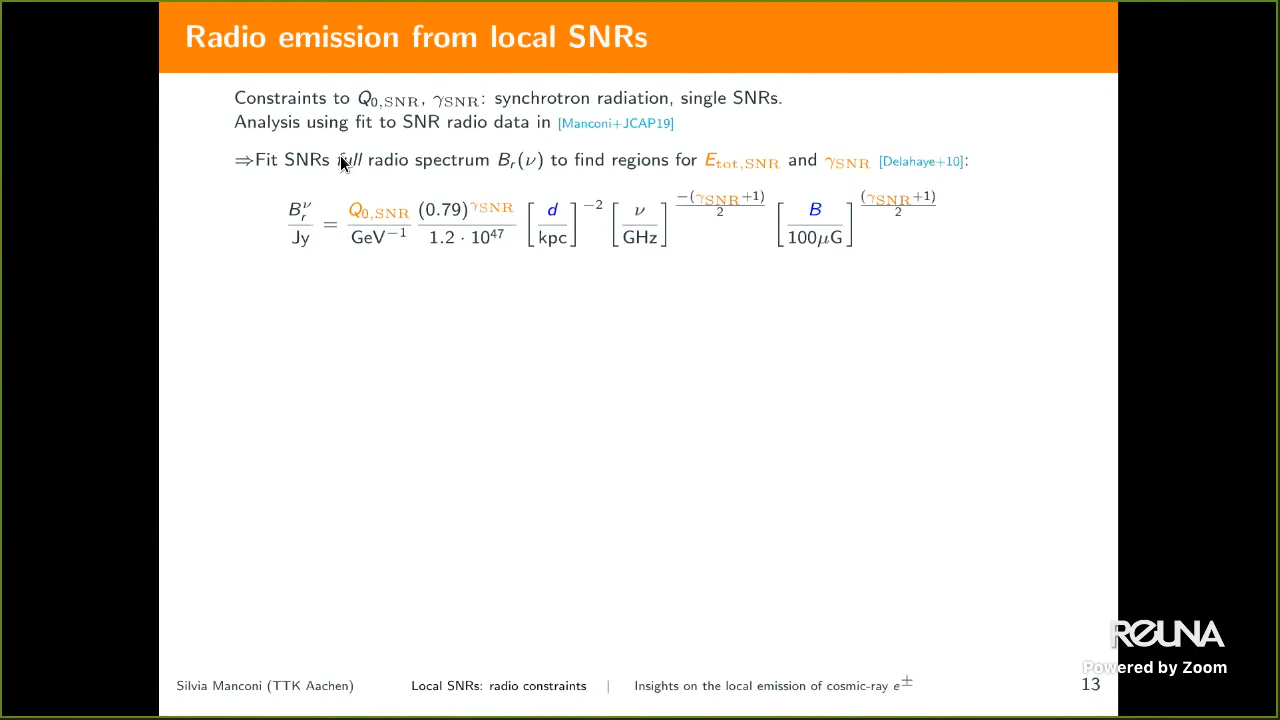 Radio emission from local SNRs
Constraints to Q₀,SNR, γSNR: synchrotron radiation, single SNRs.
Analysis using fit to SNR radio data in [Manconi+JCAP19]
⇒Fit SNRs full radio spectrum Bᵣ(ν) to find regions for Etot,SNR and γSNR [Delahaye+10]:
Bᵣ^ν/Jy = Q₀,SNR/GeV⁻¹ (0.79)^γSNR/1.2 · 10⁴⁷ [d/kpc]⁻² [ν/GHz]^(−(γSNR+1)/2) [B/100μG]^((γSNR+1)/2)
REUNA
Powered by Zoom
Silvia Manconi (TTK Aachen) Local SNRs: radio constraints | Insights on the local emission of cosmic-ray e± 13